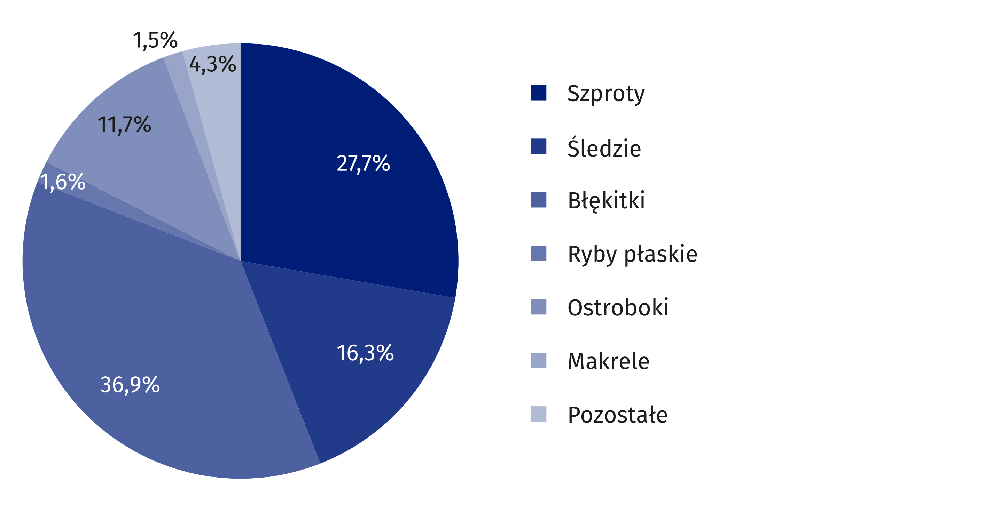 1,5%
4,3%
11,7%
27,7%
1,6%
16,3%
36,9%
Szproty
Śledzie
Błękitki
Ryby płaskie
Ostroboki
Makrele
Pozostałe